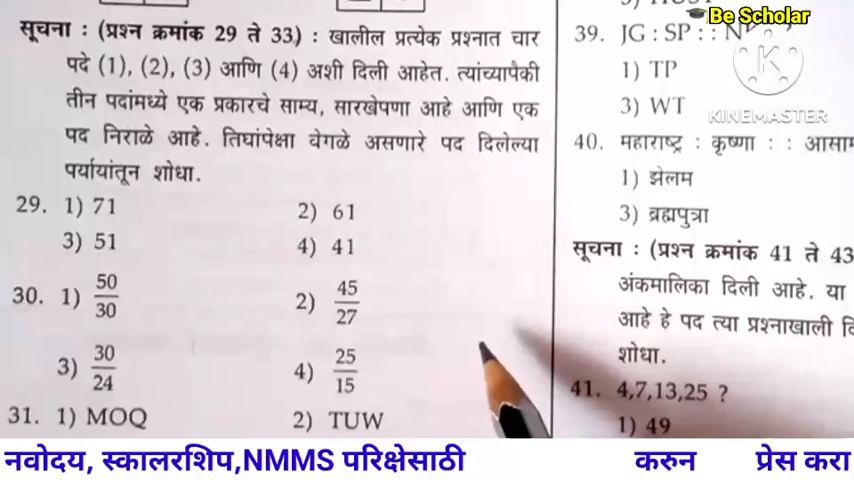 Be Scholar
KINEMASTER
सूचना : (प्रश्न क्रमांक 29 ते 33) : खालील प्रत्येक प्रश्नात चार
पदे (1), (2), (3) आणि (4) अशी दिली आहेत. त्यांच्यापैकी
तीन पदांमध्ये एक प्रकारचे साम्य, सारखेपणा आहे आणि एक
पद निराळे आहे. तिघांपेक्षा वेगळे असणारे पद दिलेल्या
पर्यायांतून शोधा.
29. 1) 71 2) 61
3) 51 4) 41
30. 1) 50/30 2) 45/27
3) 30/24 4) 25/15
31. 1) MOQ 2) TUW
39. JG : SP : :
1) TP
3) WT
40. महाराष्ट्र : कृष्णा : : आसाम
1) झेलम
3) ब्रह्मपुत्रा
सूचना : (प्रश्न क्रमांक 41 ते 43
अंकमालिका दिली आहे. या
आहे हे पद त्या प्रश्नाखाली
शोधा.
41. 4,7,13,25 ?
1) 49
नवोदय, स्कालरशिप,NMMS परिक्षेसाठी करुन प्रेस करा